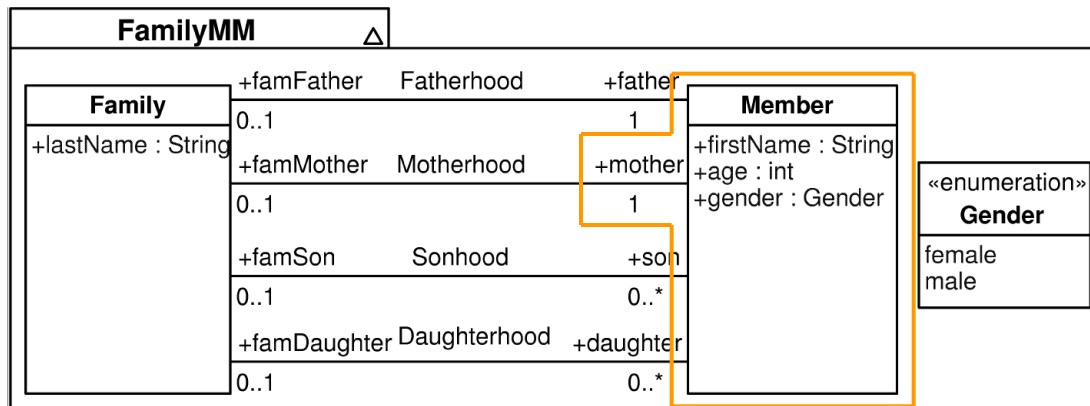 FamilyMM
+famFather Fatherhood +father
Family
Member
0..1 1
+lastName : String
+firstName : String
+famMother Motherhood +mother
+age : int
+gender : Gender
«enumeration»
Gender
0..1 1
female
male
+famSon Sonhood +son
0..1 0..*
+famDaughter Daughterhood +daughter
0..1 0..*